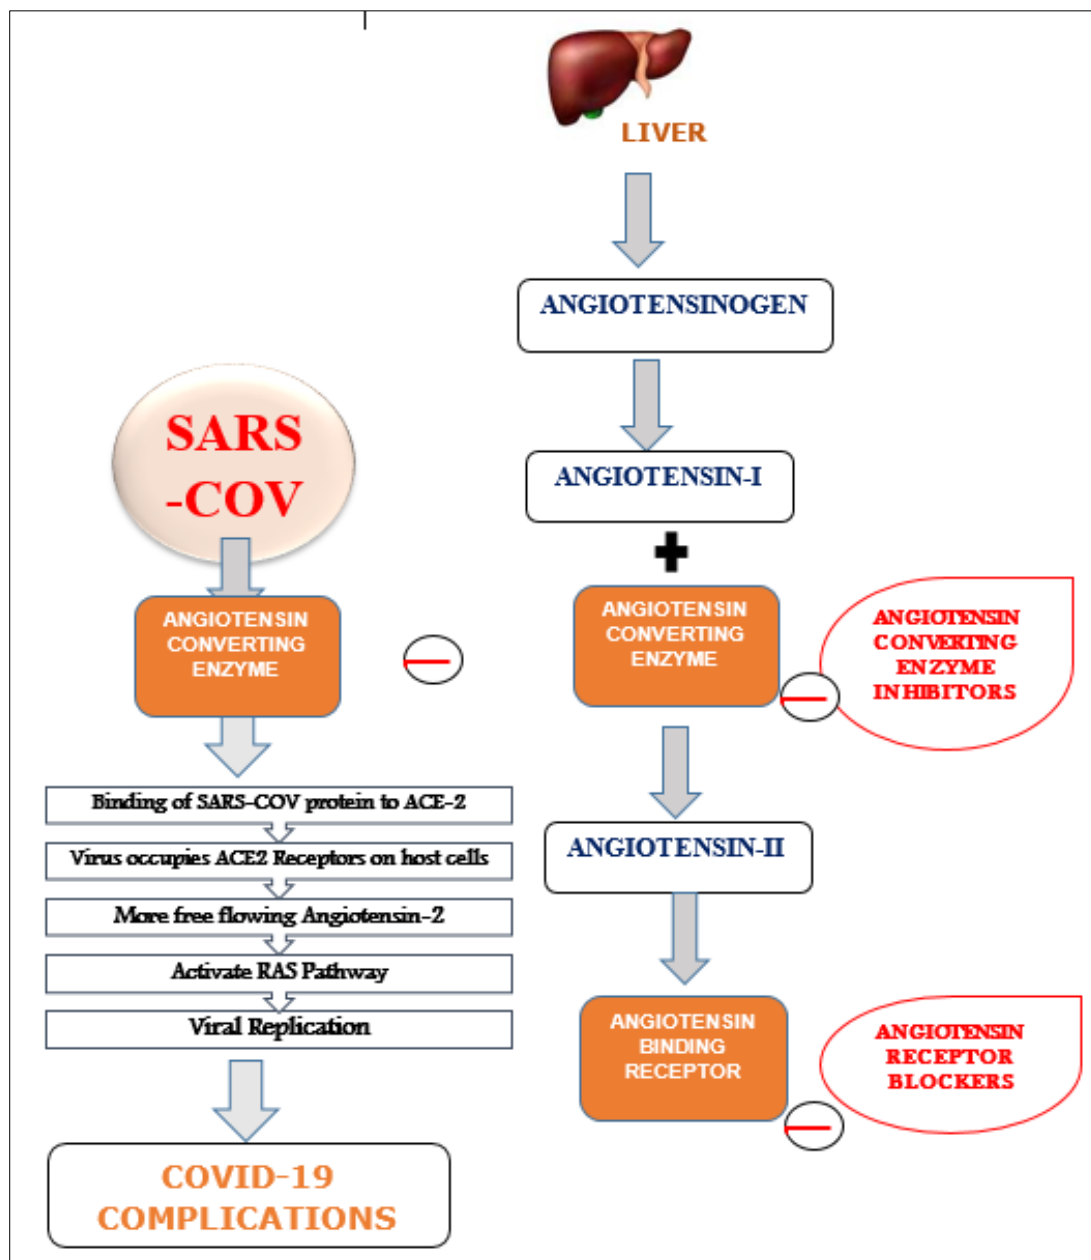 LIVER
ANGIOTENSINOGEN
ANGIOTENSIN-I
ANGIOTENSIN
CONVERTING
ENZYME
ANGIOTENSIN
CONVERTING
ENZYME
INHIBITORS
ANGIOTENSIN-II
ANGIOTENSIN
BINDING
RECEPTOR
ANGIOTENSIN
RECEPTOR
BLOCKERS
SARS
-COV
ANGIOTENSIN
CONVERTING
ENZYME
Binding of SARS-COV protein to ACE-2
Virus occupies ACE2 Receptors on host cells
More free flowing Angiotensin-2
Activate RAS Pathway
Viral Replication
COVID-19
COMPLICATIONS